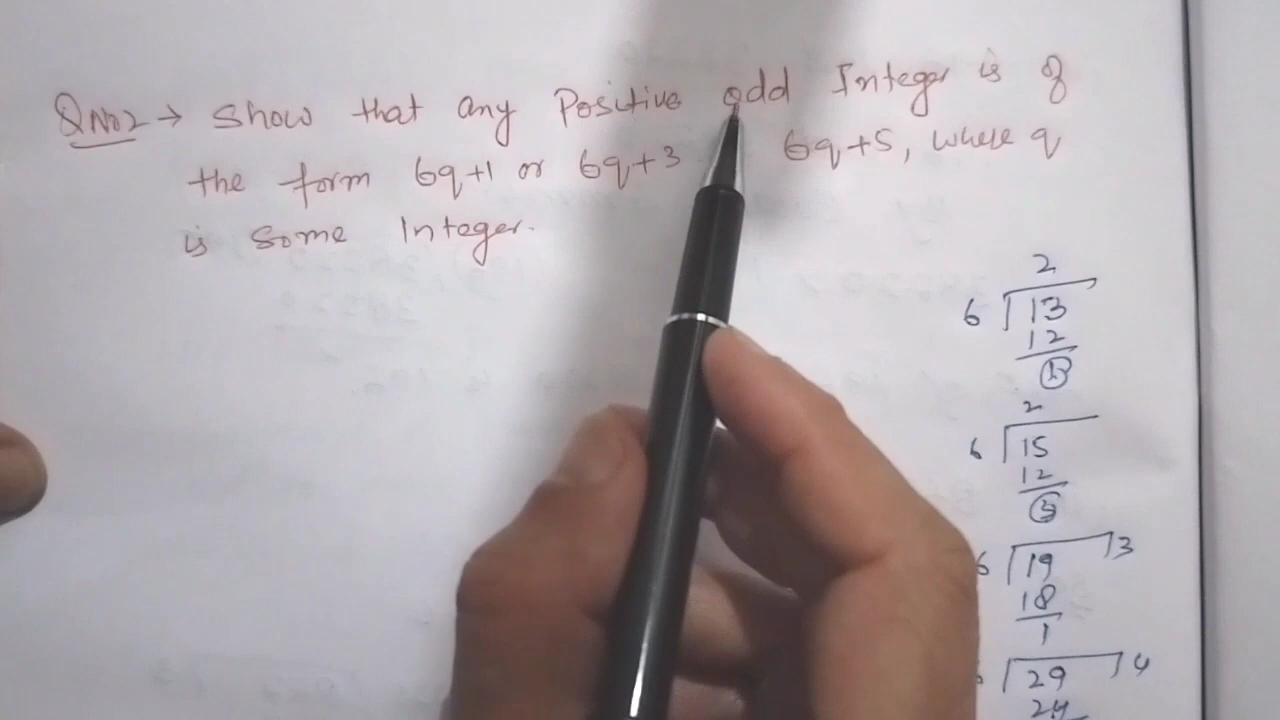 QNo2 → Show that any Positive odd Integer is of
the form 6q+1 or 6q+3 6q+5, where q
is some Integer.
2
6 13
12
2
6 15
12
3
6 19 3
18
1
29 4
24